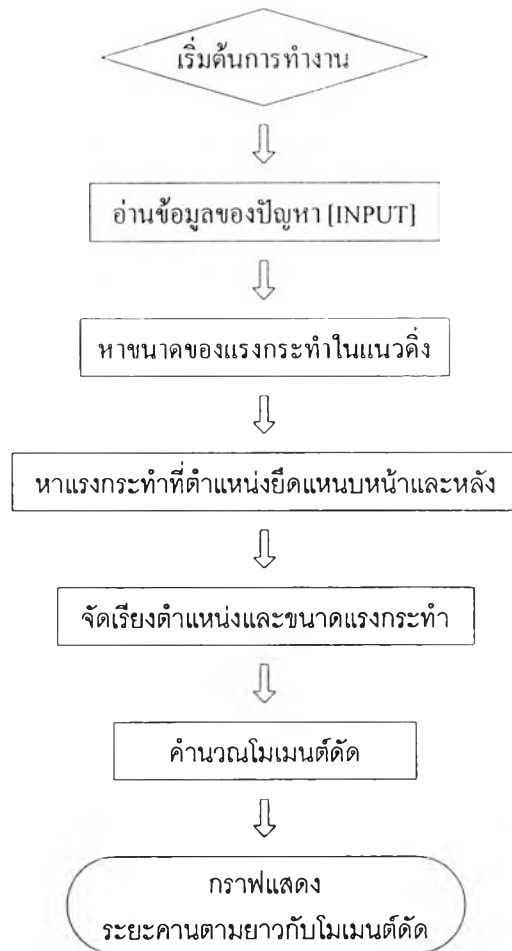 เริ่มต้นการทำงาน
อ่านข้อมูลของปัญหา [INPUT]
หาขนาดของแรงกระทำในแนวดิ่ง
หาแรงกระทำที่ตำแหน่งยึดแหนบหน้าและหลัง
จัดเรียงตำแหน่งและขนาดแรงกระทำ
คำนวณโมเมนต์ดัด
กราฟแสดง
ระยะคานตามยาวกับโมเมนต์ดัด